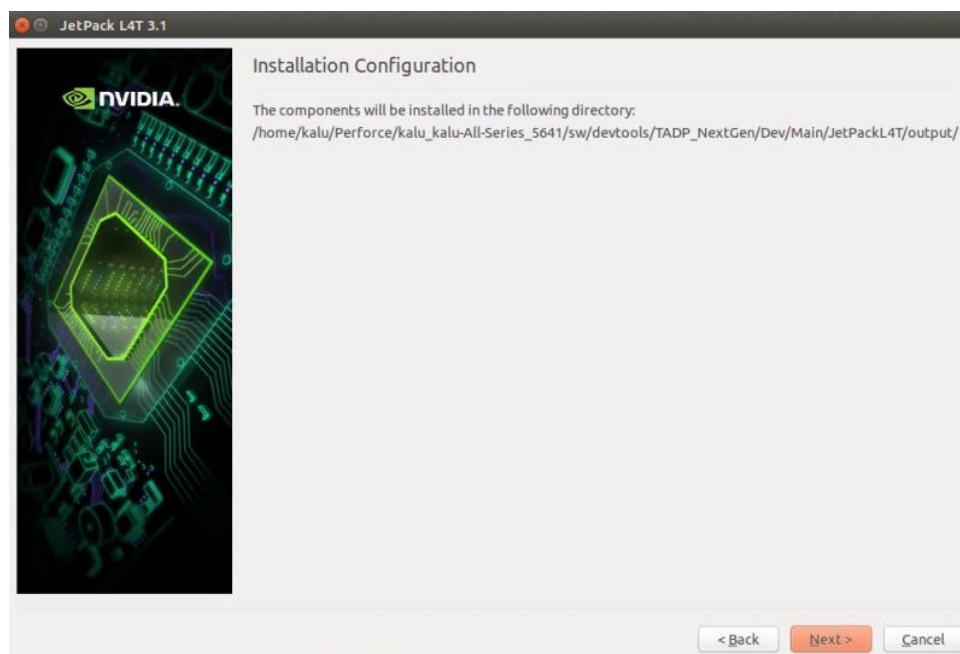 JetPack L4T 3.1
NVIDIA.
Installation Configuration
The components will be installed in the following directory:
/home/kalu/Perforce/kalu_kalu-All-Series_5641/sw/devtools/TADP_NextGen/Dev/Main/JetPackL4T/output/
< Back
Next >
Cancel